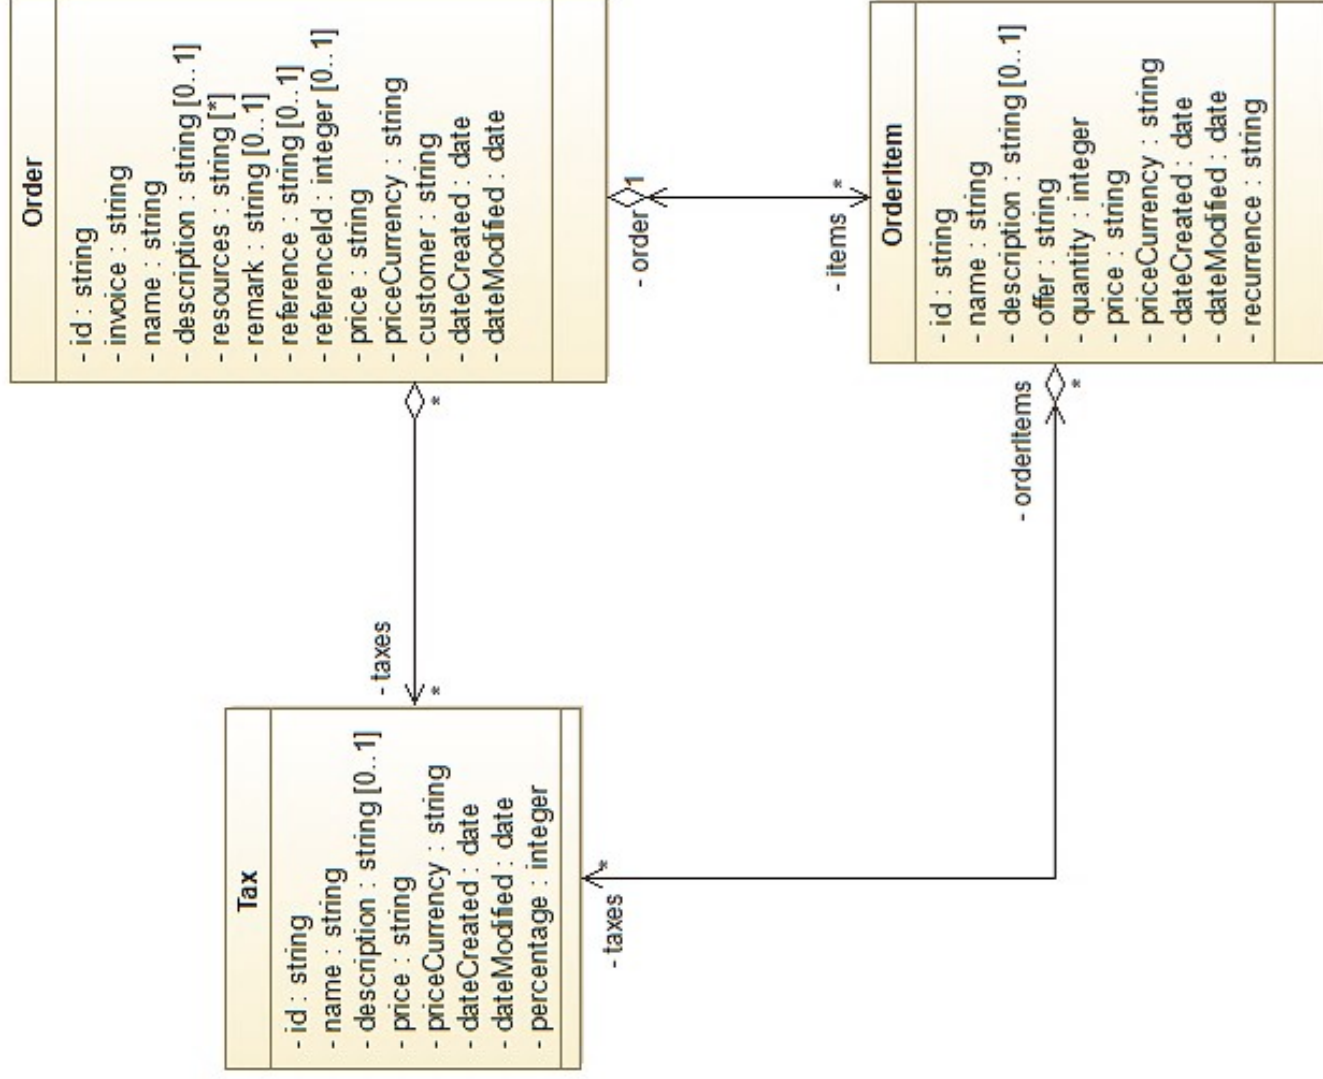 Order
- id : string
- invoice : string
- name : string
- description : string [0..1]
- resources : string [*]
- remark : string [0..1]
- reference : string [0..1]
- referenceId : integer [0..1]
- price : string
- priceCurrency : string
- customer : string
- dateCreated : date
- dateModified : date
*
- taxes
*
- order
1
- items
*
Tax
- id : string
- name : string
- description : string [0..1]
- price : string
- priceCurrency : string
- dateCreated : date
- dateModified : date
- percentage : integer
- taxes
*
- orderItems
*
OrderItem
- id : string
- name : string
- description : string [0..1]
- offer : string
- quantity : integer
- price : string
- priceCurrency : string
- dateCreated : date
- dateModified : date
- recurrence : string